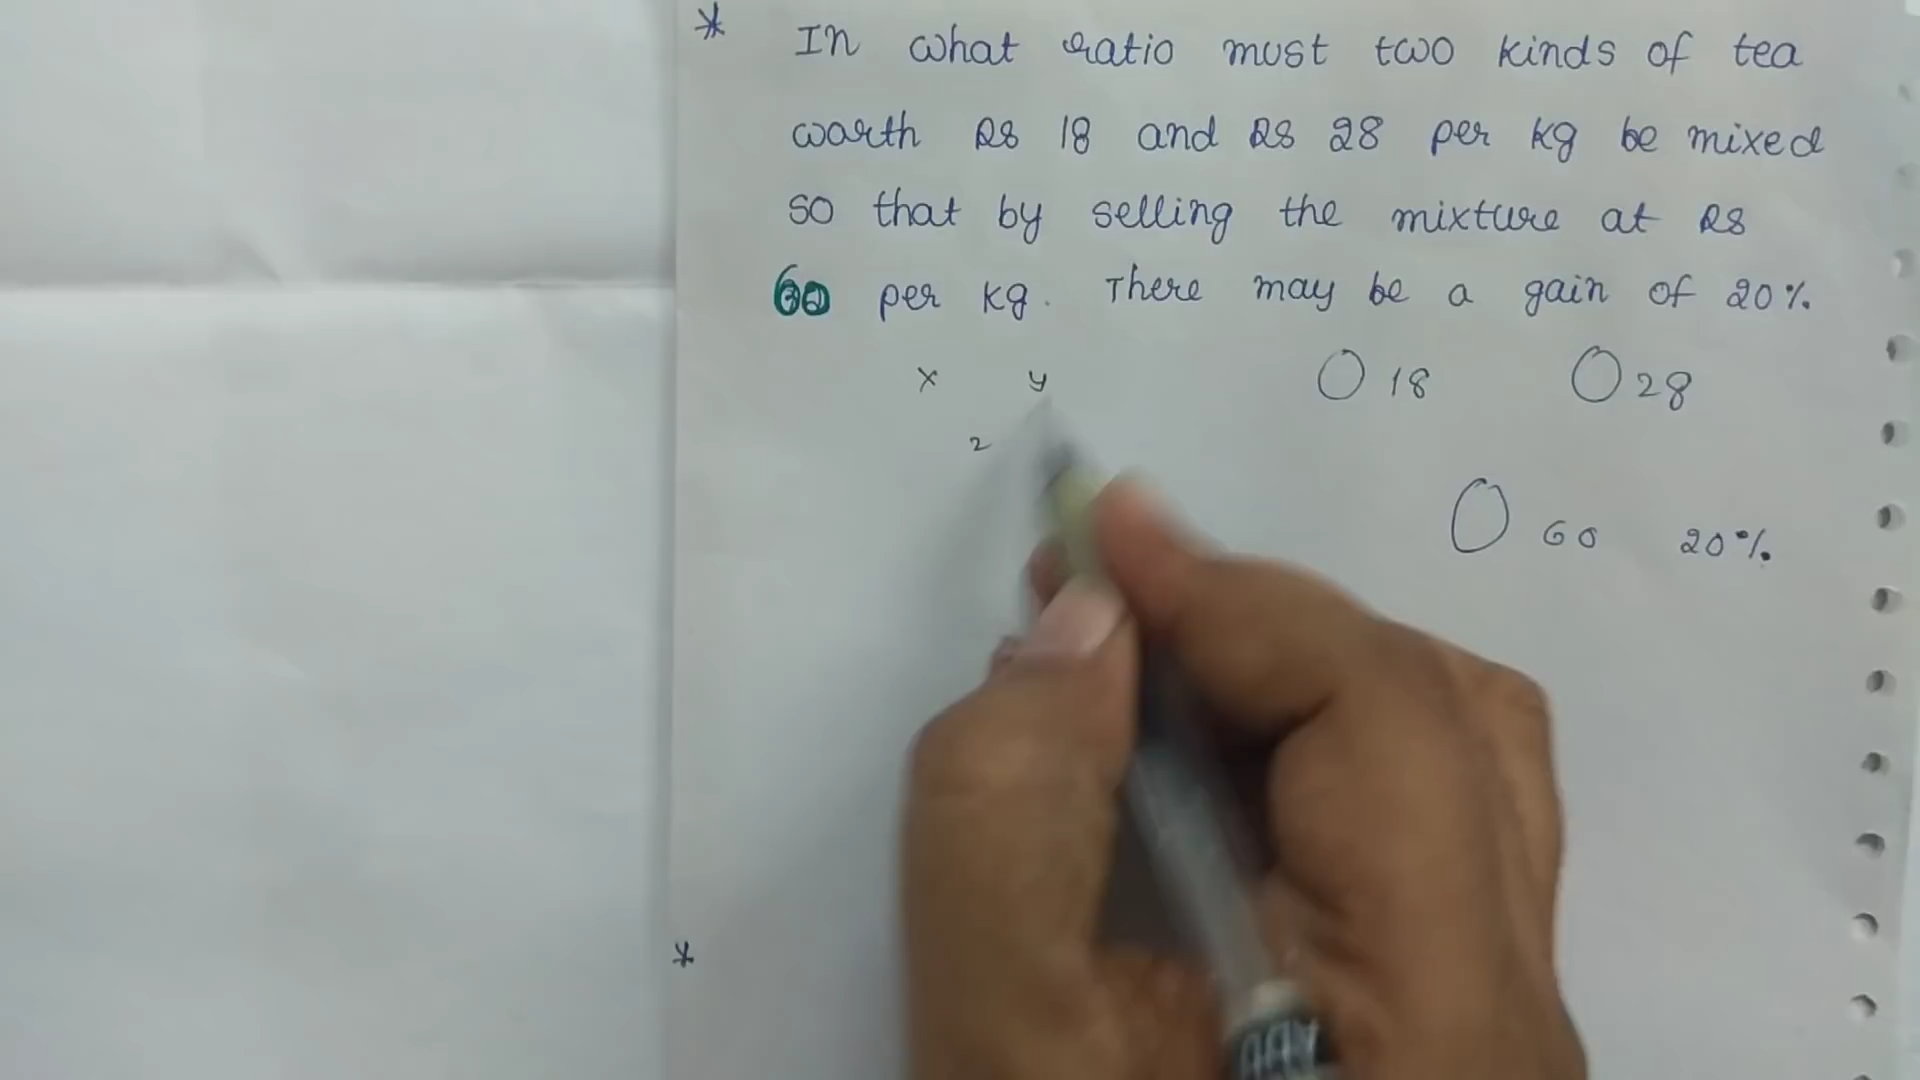 * In what ratio must two kinds of tea
worth Rs 18 and Rs 28 per kg be mixed
so that by selling the mixture at Rs
60 per kg. There may be a gain of 20%.
x y 18 28
z
60 20%
*